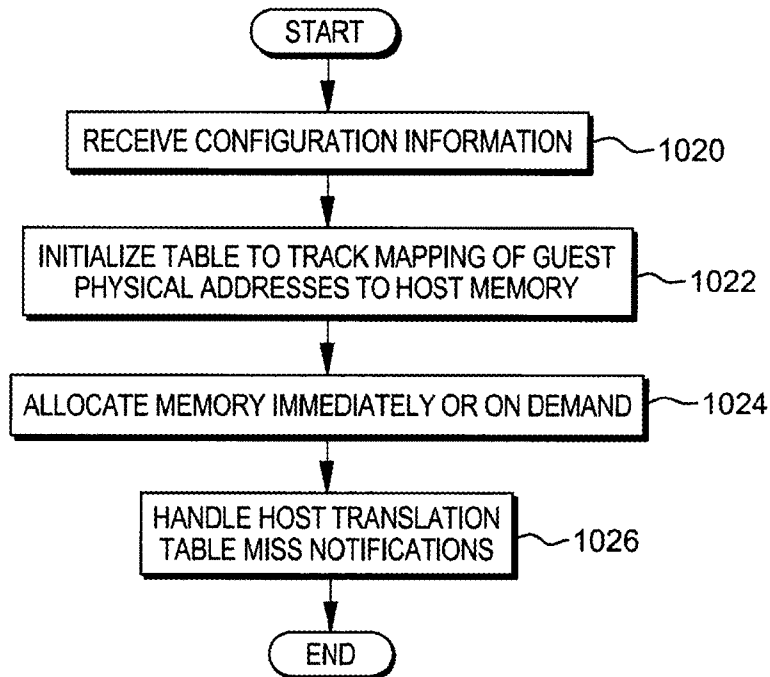 START
RECEIVE CONFIGURATION INFORMATION
1020
INITIALIZE TABLE TO TRACK MAPPING OF GUEST
PHYSICAL ADDRESSES TO HOST MEMORY
1022
ALLOCATE MEMORY IMMEDIATELY OR ON DEMAND
1024
HANDLE HOST TRANSLATION
TABLE MISS NOTIFICATIONS
1026
END